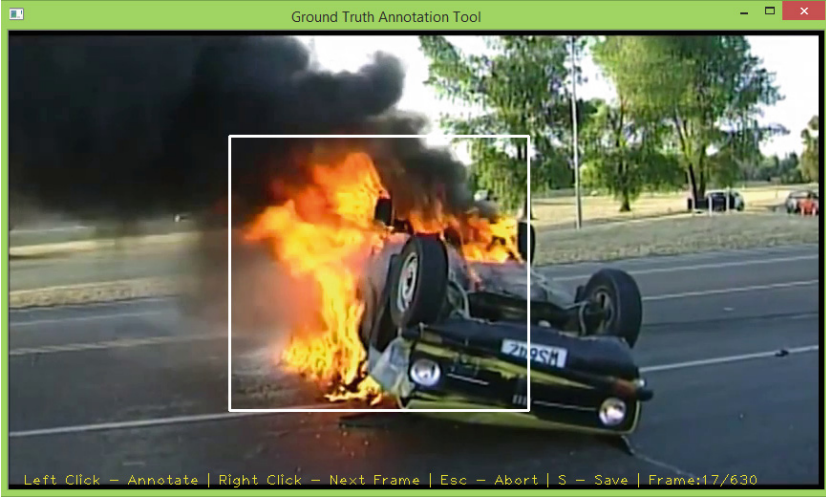 Ground Truth Annotation Tool
Left Click – Annotate | Right Click – Next Frame | Esc – Abort | S – Save | Frame:17/630